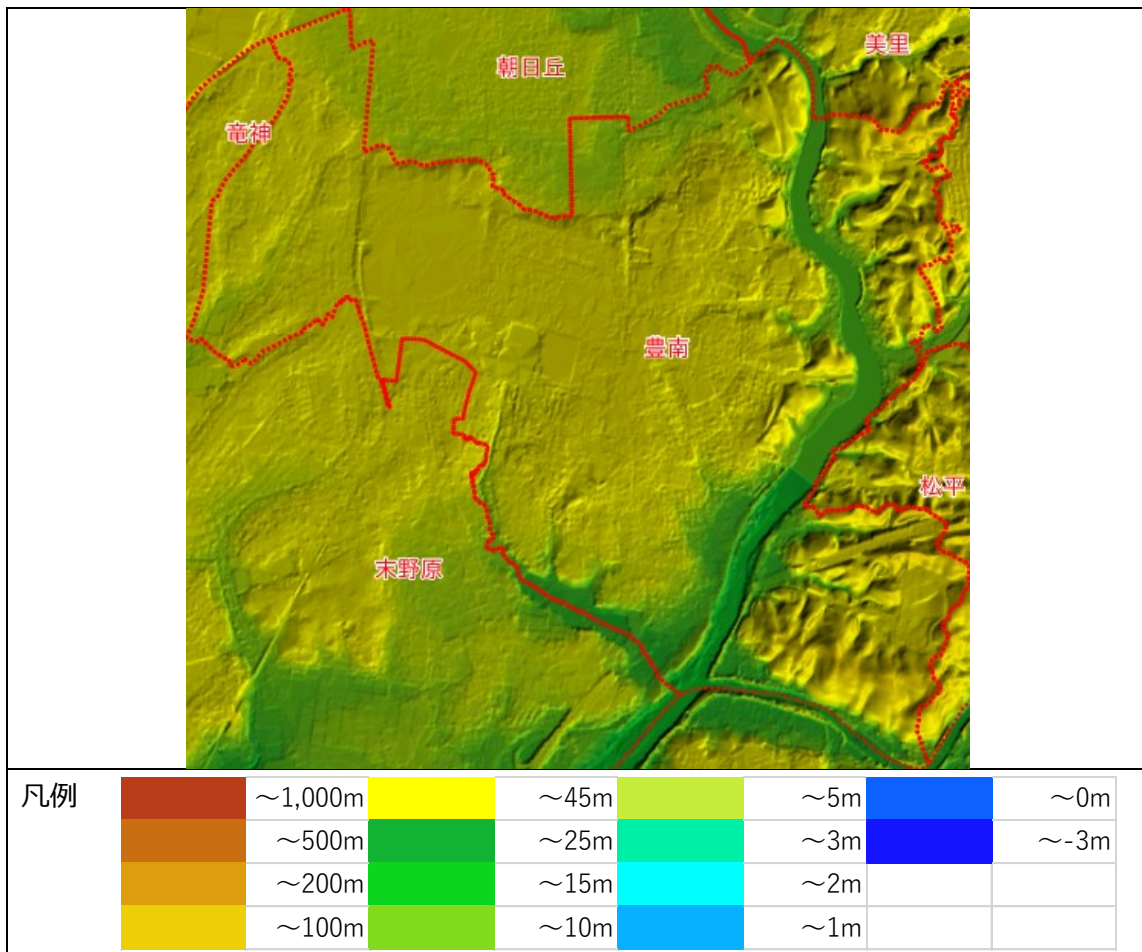 美里
朝日丘
竜神
豊南
松平
末野原
凡例 ～1,000m ～45m ～5m ～0m
～500m ～25m ～3m ～-3m
～200m ～15m ～2m
～100m ～10m ～1m